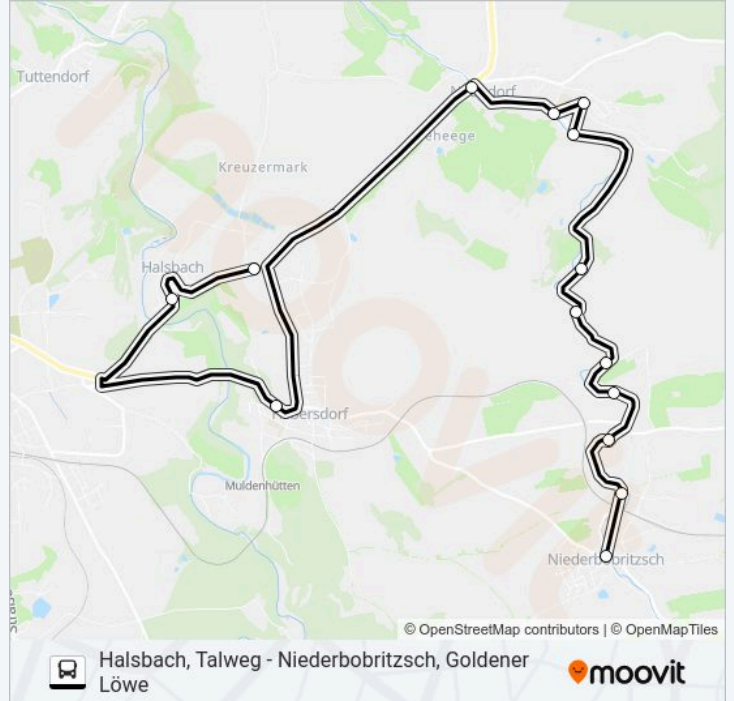 Tuttendorf
Kreuzermark
Halsbach
Muldenhütten
Niederbobritzsch
© OpenStreetMap contributors | © OpenMapTiles
Halsbach, Talweg - Niederbobritzsch, Goldener
Löwe
moovit